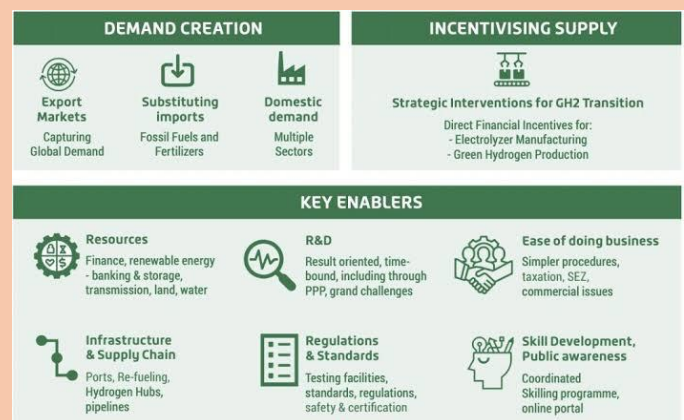 DEMAND CREATION
Export
Markets
Capturing
Global Demand
Substituting
imports
Fossil Fuels and
Fertilizers
Domestic
demand
Multiple
Sectors
INCENTIVISING SUPPLY
Strategic Interventions for GH2 Transition
Direct Financial Incentives for:
- Electrolyzer Manufacturing
- Green Hydrogen Production
KEY ENABLERS
Resources
Finance, renewable energy
- banking & storage,
transmission, land, water
R&D
Result oriented, time-
bound, including through
PPP, grand challenges
Ease of doing business
Simpler procedures,
taxation, SEZ,
commercial issues
Infrastructure
& Supply Chain
Ports, Re-fueling,
Hydrogen Hubs,
pipelines
Regulations
& Standards
Testing facilities,
standards, regulations,
safety & certification
Skill Development,
Public awareness
Coordinated
Skilling programme,
online portal